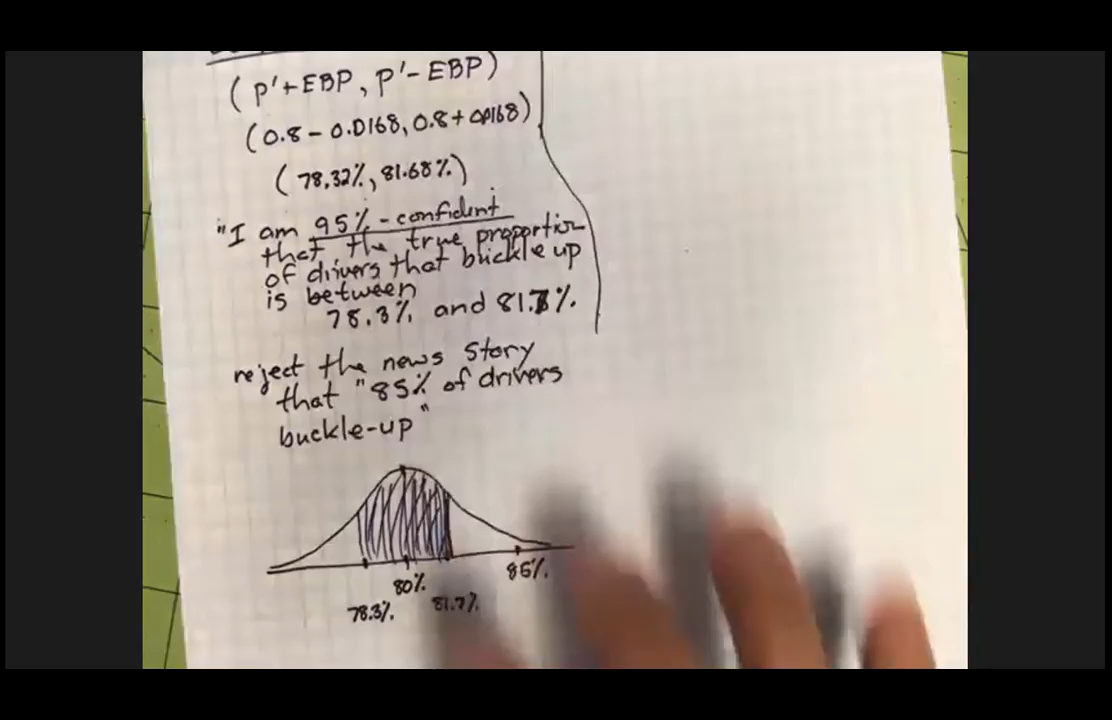 (P'+EBP, P'-EBP)
(0.8-0.0168, 0.8+0.0168)
(78.32%, 81.68%)
"I am 95%-confident
that the true proportion
of drivers that buckle up
is between
78.3% and 81.7%.
reject the news story
that "85% of drivers
buckle-up"
80%
85%
78.3%
81.7%